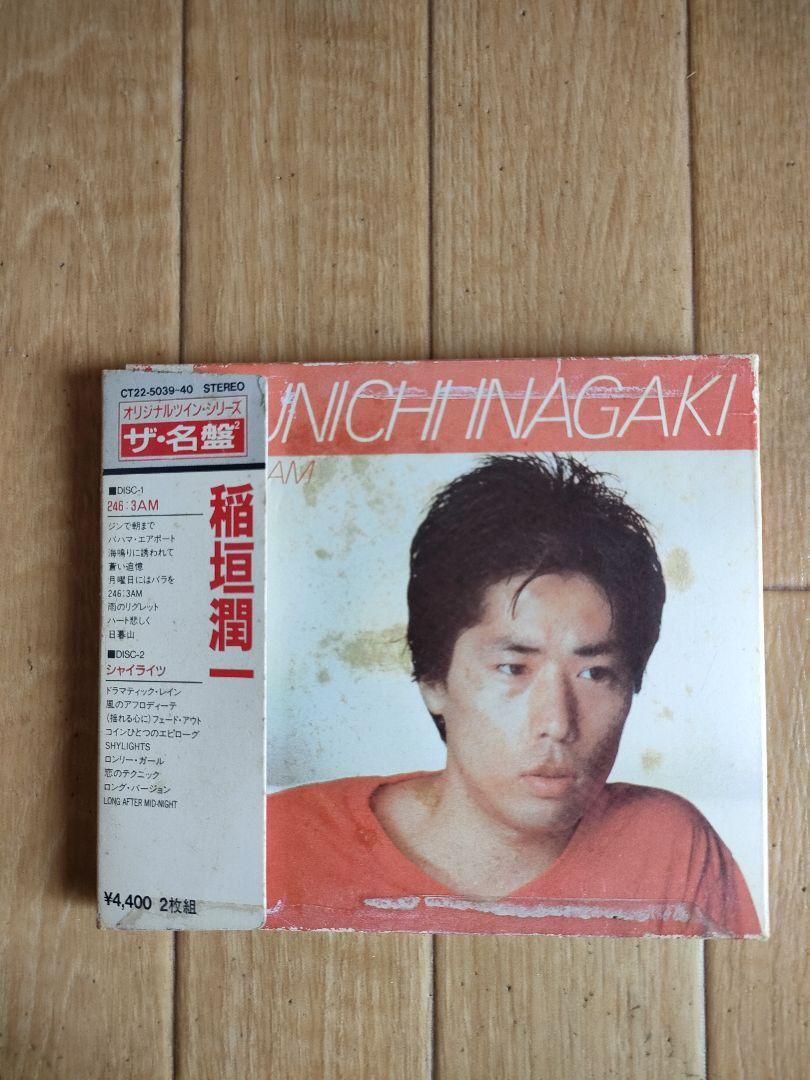 CT22-5039-40 STEREO
オリジナルツイン・シリーズ
ザ・名盤2
稲垣潤一
■DISC-1
246:3AM
ジンで朝まで
バハマ・エアポート
海鳴りに誘われて
蒼い追憶
月曜日にはバラを
246:3AM
雨のリグレット
ハート悲しく
日暮山
■DISC-2
シャイライツ
ドラマティック・レイン
風のアフロディーテ
(揺れる心に)フェード・アウト
コインひとつのエピローグ
SHYLIGHTS
ロンリー・ガール
恋のテクニック
ロング・バージョン
LONG AFTER MID-NIGHT
¥4,400 2枚組
UNICHI INAGAKI
AM